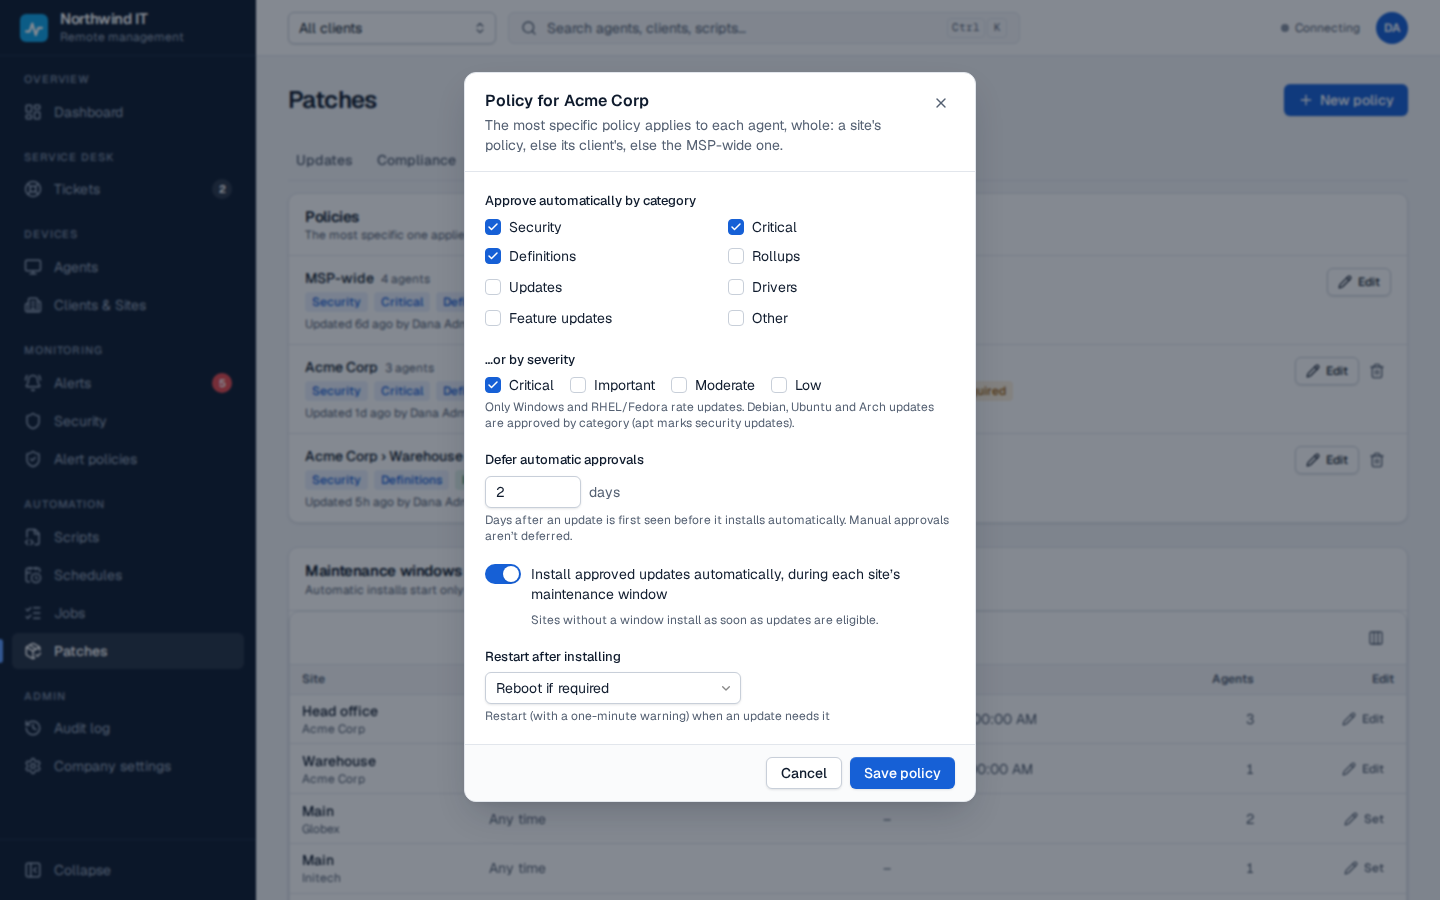 Northwind IT
Remote management
All clients
Search agents, clients, scripts...
Ctrl K
Connecting
DA
OVERVIEW
Dashboard
SERVICE DESK
Tickets
2
DEVICES
Agents
Clients & Sites
MONITORING
Alerts
5
Security
Alert policies
AUTOMATION
Scripts
Schedules
Jobs
Patches
ADMIN
Audit log
Company settings
Collapse
Patches
New policy
Updates
Compliance
Policies
The most specific one
MSP-wide 4 agents
Security Critical
Updated 6d ago by Dana
Edit
Acme Corp 3 agents
Security Critical
Updated 1d ago by Dana
Edit
Acme Corp › Warehouse
Security Definitions
Updated 5h ago by Dana
Edit
Maintenance windows
Automatic installs start only
Site
Agents
Edit
Head office
Acme Corp
00:00 AM
3
Edit
Warehouse
Acme Corp
1
Edit
Main
Globex
Any time
–
2
Set
Main
Initech
Any time
–
1
Set
Policy for Acme Corp
The most specific policy applies to each agent, whole: a site's
policy, else its client's, else the MSP-wide one.
Approve automatically by category
Security
Critical
Definitions
Rollups
Updates
Drivers
Feature updates
Other
...or by severity
Critical
Important
Moderate
Low
Only Windows and RHEL/Fedora rate updates. Debian, Ubuntu and Arch updates
are approved by category (apt marks security updates).
Defer automatic approvals
2
days
Days after an update is first seen before it installs automatically. Manual approvals
aren't deferred.
Install approved updates automatically, during each site's
maintenance window
Sites without a window install as soon as updates are eligible.
Restart after installing
Reboot if required
Restart (with a one-minute warning) when an update needs it
Cancel
Save policy